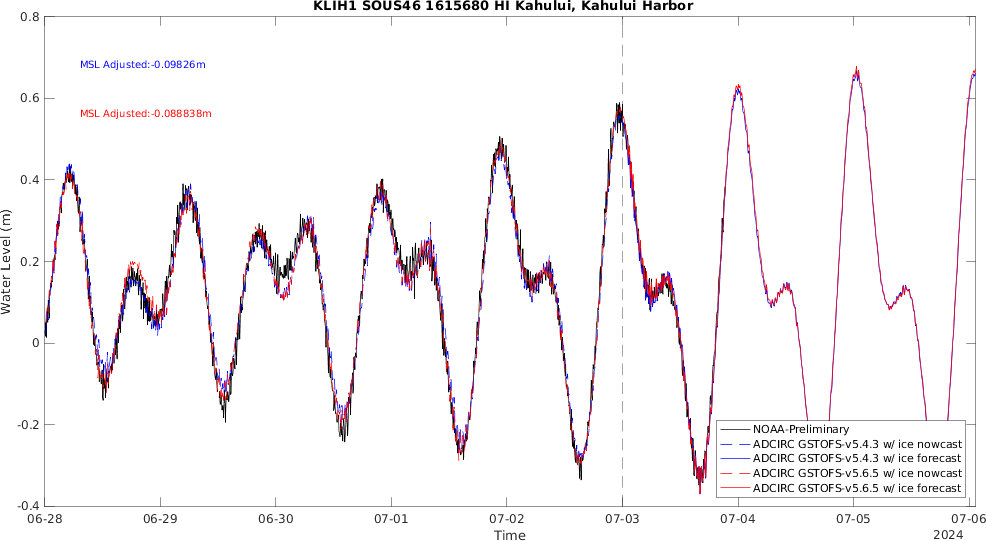 KLIH1 SOUS46 1615680 HI Kahului, Kahului Harbor
0.8
MSL Adjusted:-0.09826m
0.6
MSL Adjusted:-0.088838m
0.4
Water Level (m)
0.2
0
-0.2
NOAA-Preliminary
ADCIRC GSTOFS-v5.4.3 w/ ice nowcast
ADCIRC GSTOFS-v5.4.3 w/ ice forecast
ADCIRC GSTOFS-v5.6.5 w/ ice nowcast
ADCIRC GSTOFS-v5.6.5 w/ ice forecast
-0.4
06-28 06-29 06-30 07-01 07-02 07-03 07-04 07-05 07-06
Time
2024